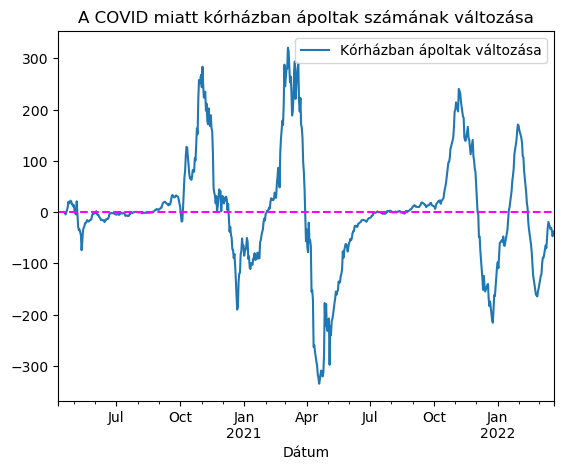 A COVID miatt kórházban ápoltak számának változása
Kórházban ápoltak változása
300
200
100
0
−100
−200
−300
Jul
Oct
Jan
2021
Apr
Jul
Oct
Jan
2022
Dátum